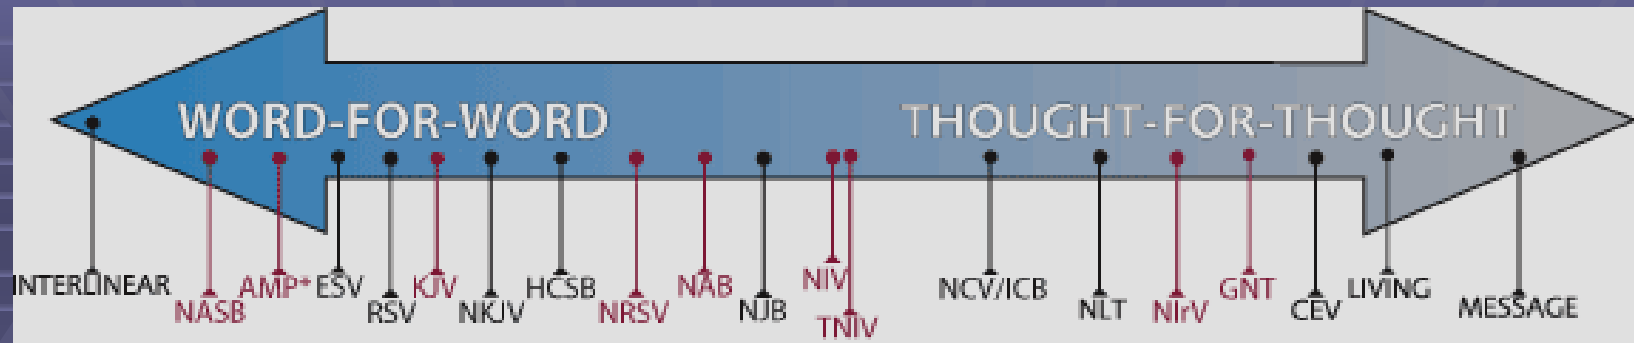 WORD-FOR-WORD THOUGHT-FOR-THOUGHT
INTERLINEAR AMP* ESV KJV HCSB NAB NIV NCV/ICB GNT LIVING
NASB RSV NKJV NRSV NJB TNIV NLT NIrV CEV MESSAGE